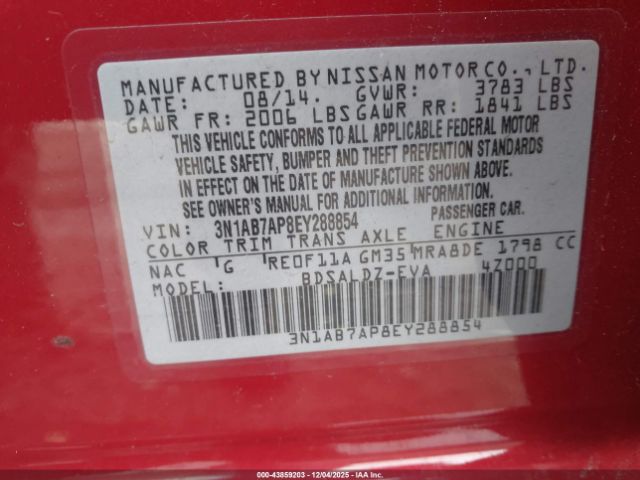 MANUFACTURED BY NISSAN MOTOR CO., LTD.
DATE: 08/14. GVWR: 3783 LBS
GAWR FR: 2006 LBS GAWR RR: 1841 LBS
THIS VEHICLE CONFORMS TO ALL APPLICABLE FEDERAL MOTOR
VEHICLE SAFETY, BUMPER AND THEFT PREVENTION STANDARDS
IN EFFECT ON THE DATE OF MANUFACTURE SHOWN ABOVE.
SEE OWNER'S MANUAL FOR ADDITIONAL INFORMATION.
VIN: 3N1AB7AP8EY288854 PASSENGER CAR.
COLOR TRIM TRANS AXLE ENGINE
NAC G RE0F11A GM35 MRA8DE 1798 CC
MODEL: BDSALDZ-EVA 4Z000
3N1AB7AP8EY288854
000-43859203 - 12/04/2025 - IAAI.COM